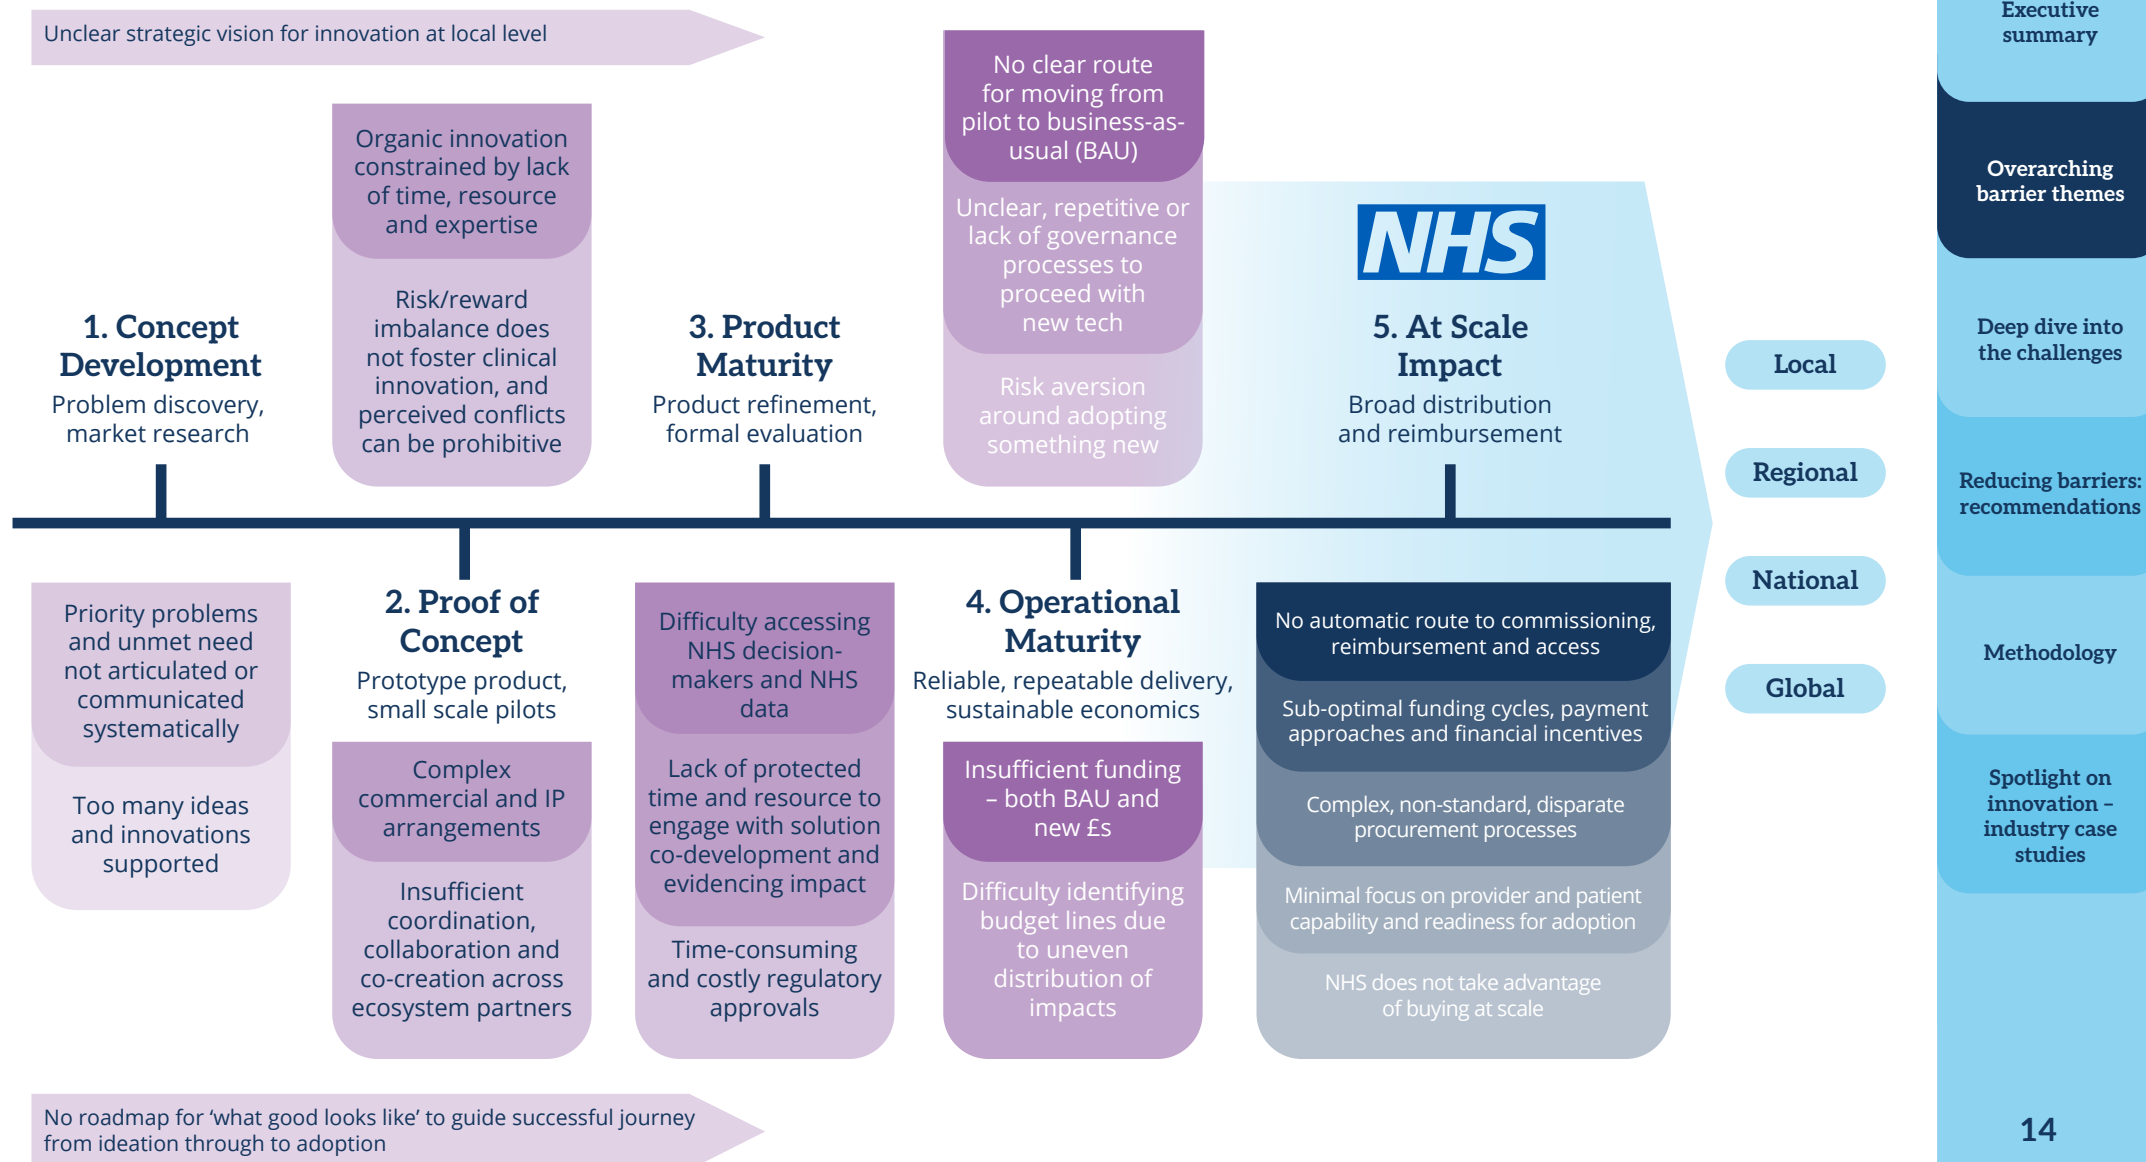 Unclear strategic vision for innovation at local level
1. Concept
Development
Problem discovery,
market research
Priority problems
and unmet need
not articulated or
communicated
systematically
Too many ideas
and innovations
supported
Organic innovation
constrained by lack
of time, resource
and expertise
Risk/reward
imbalance does
not foster clinical
innovation, and
perceived conflicts
can be prohibitive
2. Proof of
Concept
Prototype product,
small scale pilots
Complex
commercial and IP
arrangements
Insufficient
coordination,
collaboration and
co-creation across
ecosystem partners
3. Product
Maturity
Product refinement,
formal evaluation
Difficulty accessing
NHS decision-
makers and NHS
data
Lack of protected
time and resource to
engage with solution
co-development and
evidencing impact
Time-consuming
and costly regulatory
approvals
No clear route
for moving from
pilot to business-as-
usual (BAU)
Unclear, repetitive or
lack of governance
processes to
proceed with
new tech
Risk aversion
around adopting
something new
4. Operational
Maturity
Reliable, repeatable delivery,
sustainable economics
Insufficient funding
– both BAU and
new £s
Difficulty identifying
budget lines due
to uneven
distribution of
impacts
NHS
5. At Scale
Impact
Broad distribution
and reimbursement
No automatic route to commissioning,
reimbursement and access
Sub-optimal funding cycles, payment
approaches and financial incentives
Complex, non-standard, disparate
procurement processes
Minimal focus on provider and patient
capability and readiness for adoption
NHS does not take advantage
of buying at scale
Local
Regional
National
Global
No roadmap for ‘what good looks like’ to guide successful journey
from ideation through to adoption
Executive
summary
Overarching
barrier themes
Deep dive into
the challenges
Reducing barriers:
recommendations
Methodology
Spotlight on
innovation –
industry case
studies
14